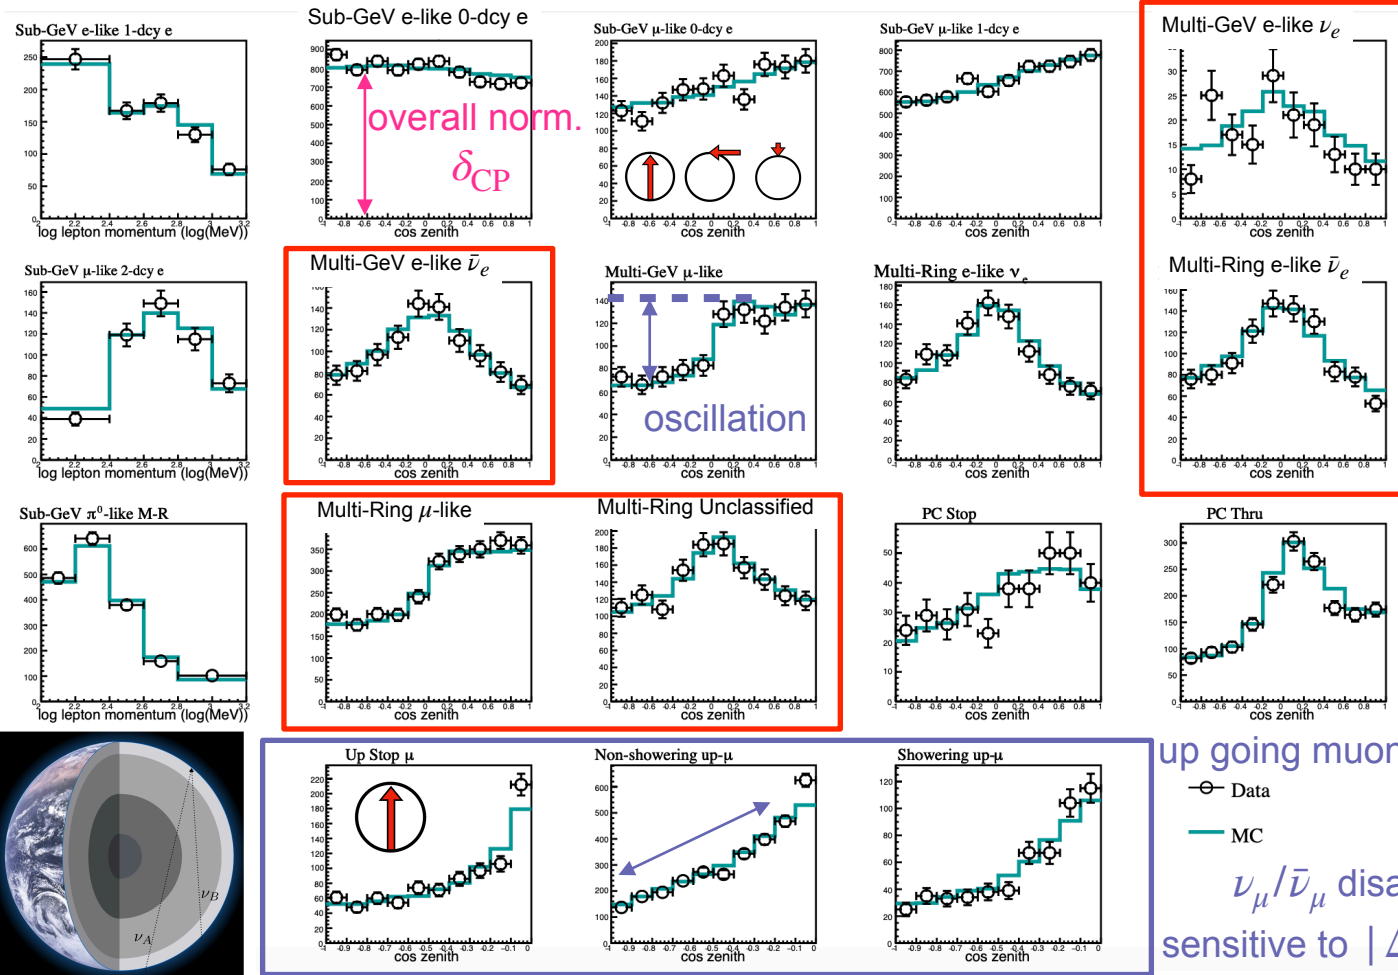 Sub-GeV e-like 1-dcy e
Sub-GeV e-like 0-dcy e
Sub-GeV μ-like 0-dcy e
Sub-GeV μ-like 1-dcy e
Multi-GeV e-like νₑ
overall norm.
δCP
log lepton momentum (log(MeV))
cos zenith
cos zenith
cos zenith
cos zenith
Sub-GeV μ-like 2-dcy e
Multi-GeV e-like ν̄ₑ
Multi-GeV μ-like
Multi-Ring e-like νₑ
Multi-Ring e-like ν̄ₑ
oscillation
log lepton momentum (log(MeV))
cos zenith
cos zenith
cos zenith
cos zenith
Sub-GeV π⁰-like M-R
Multi-Ring μ-like
Multi-Ring Unclassified
PC Stop
PC Thru
log lepton momentum (log(MeV))
cos zenith
cos zenith
cos zenith
cos zenith
Up Stop μ
Non-showering up-μ
Showering up-μ
up going muon
Data
MC
ν_A
ν_B
ν_μ/ν̄_μ disa
sensitive to |Δ
cos zenith
cos zenith
cos zenith